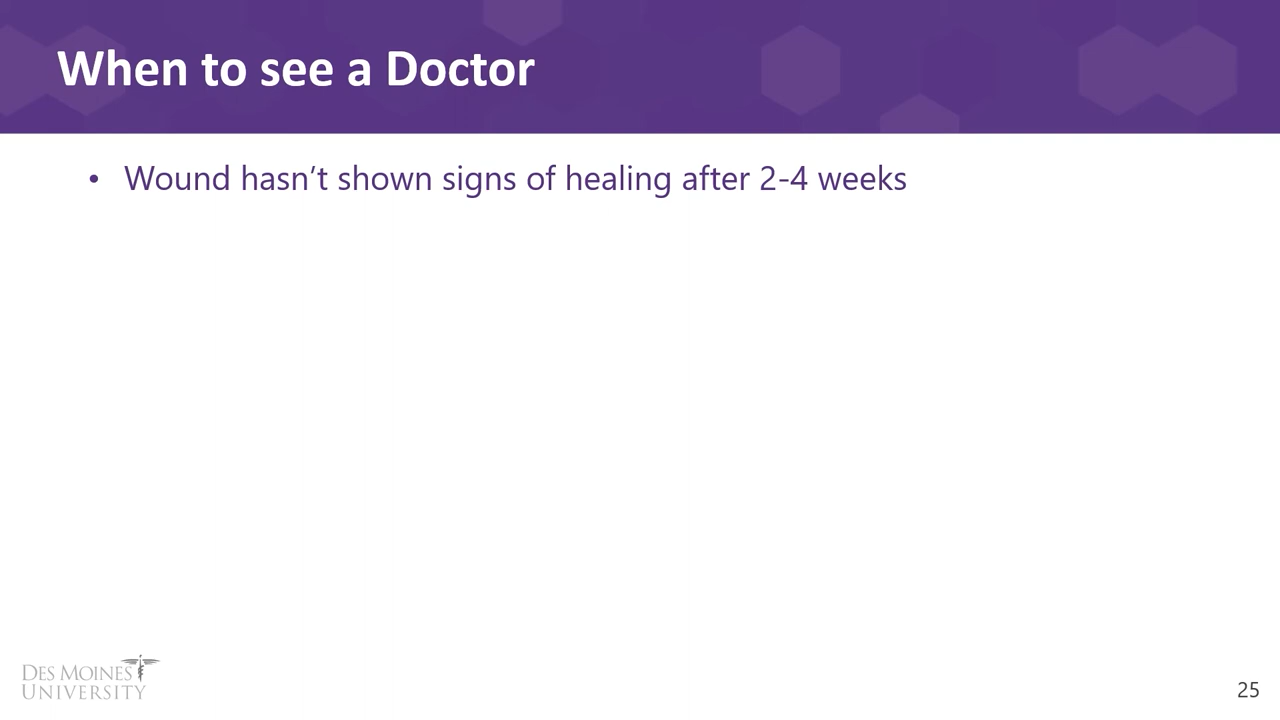 When to see a Doctor
• Wound hasn’t shown signs of healing after 2-4 weeks
DES MOINES
UNIVERSITY
25